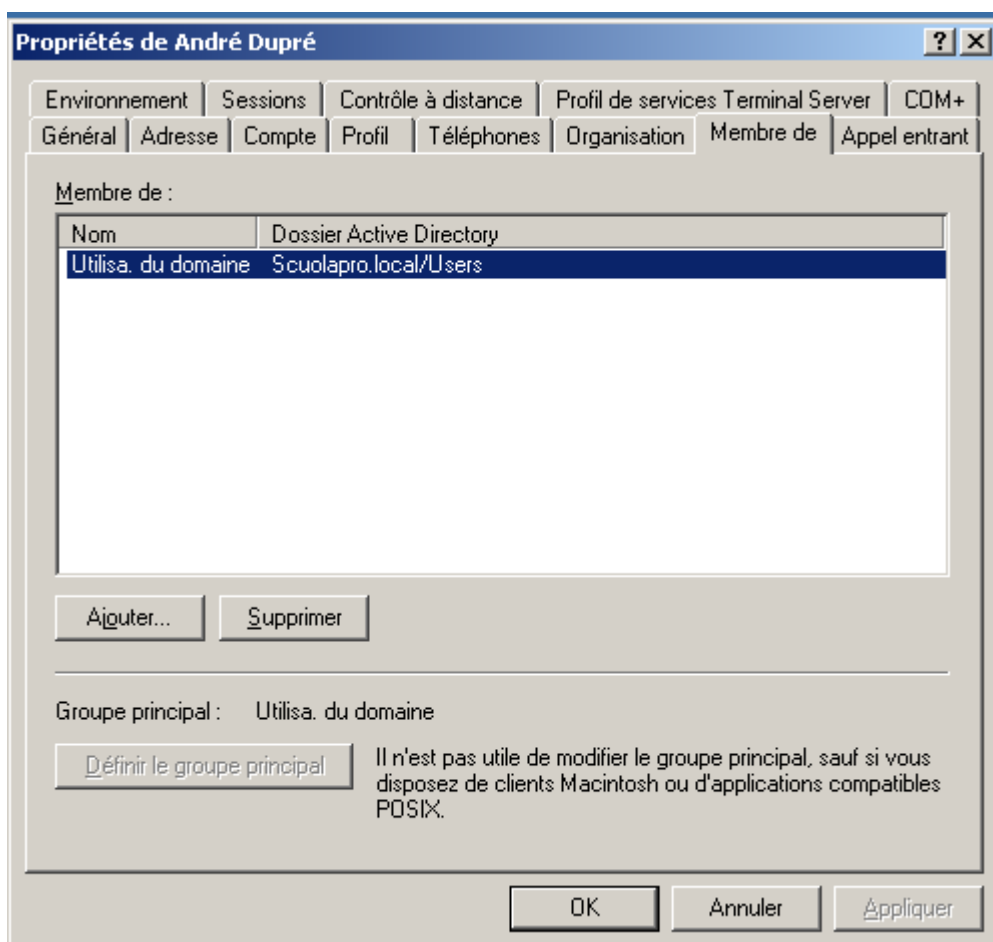 Propriétés de André Dupré
Environnement Sessions Contrôle à distance Profil de services Terminal Server COM+
Général Adresse Compte Profil Téléphones Organisation Membre de Appel entrant
Membre de :
Nom Dossier Active Directory
Utilisa. du domaine Scuolapro.local/Users
Ajouter... Supprimer
Groupe principal : Utilisa. du domaine
Définir le groupe principal
Il n'est pas utile de modifier le groupe principal, sauf si vous
disposez de clients Macintosh ou d'applications compatibles
POSIX.
OK Annuler Appliquer